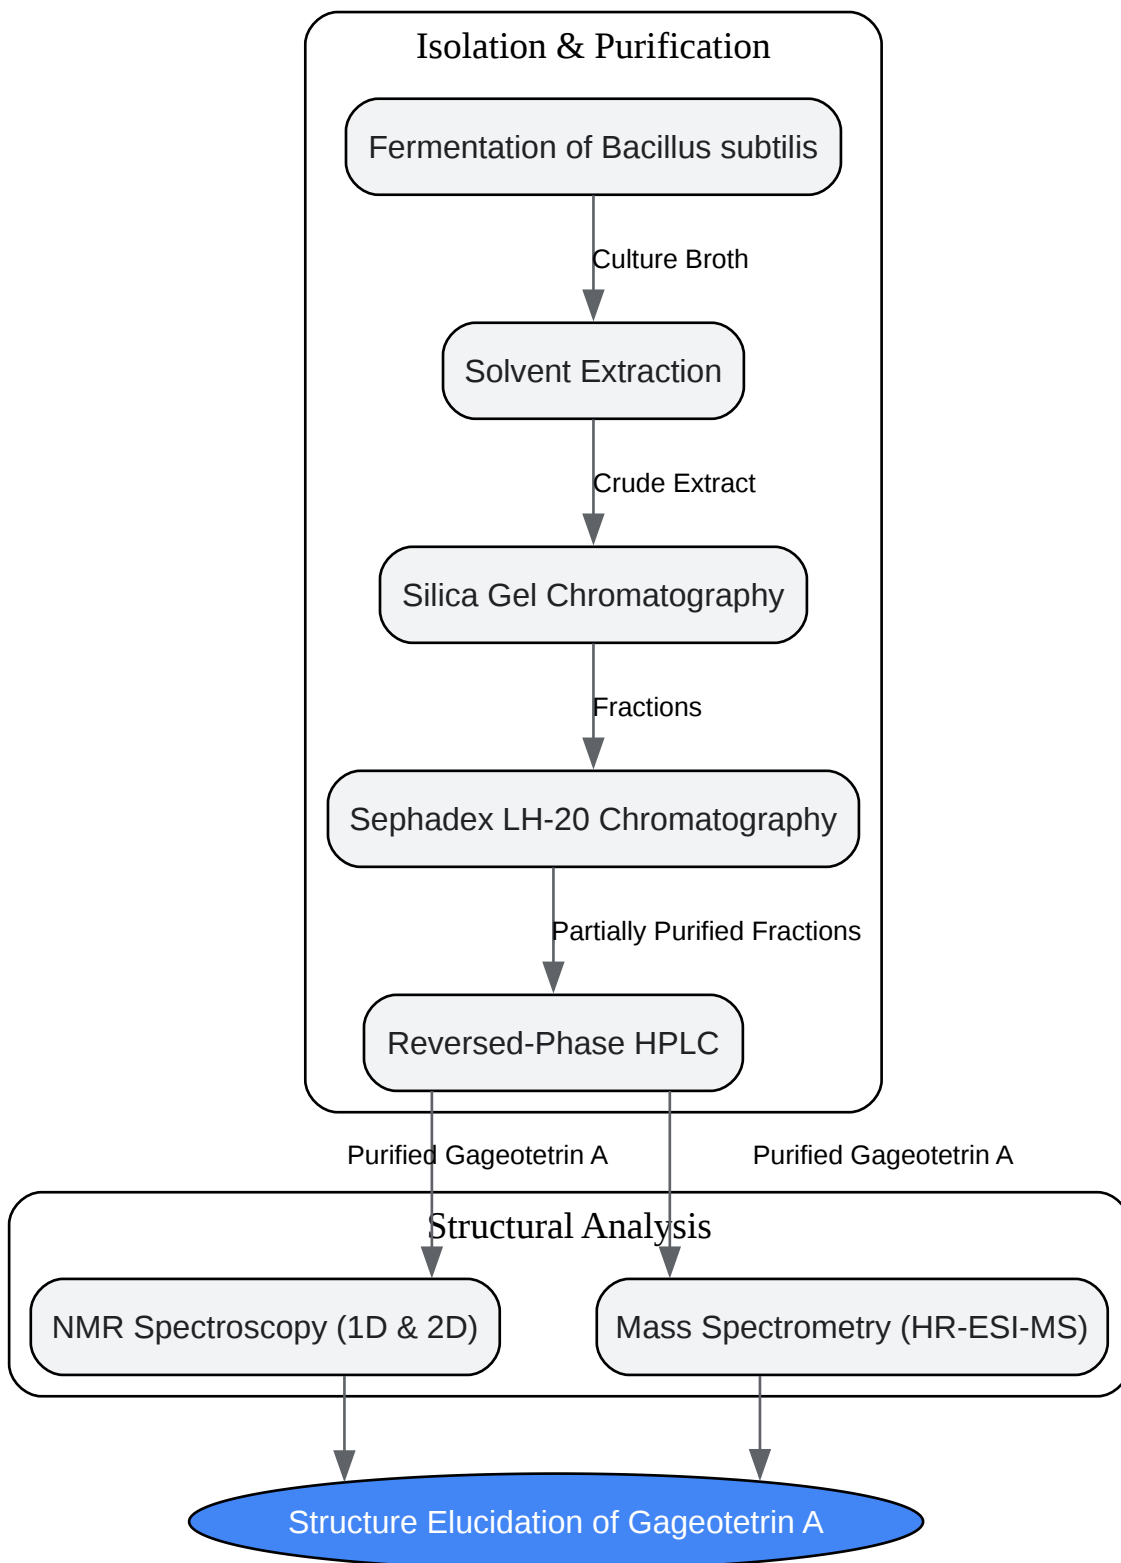 Isolation & Purification
Fermentation of Bacillus subtilis
Culture Broth
Solvent Extraction
Crude Extract
Silica Gel Chromatography
Fractions
Sephadex LH-20 Chromatography
Partially Purified Fractions
Reversed-Phase HPLC
Purified Gageotetrin A
Purified Gageotetrin A
Structural Analysis
NMR Spectroscopy (1D & 2D)
Mass Spectrometry (HR-ESI-MS)
Structure Elucidation of Gageotetrin A